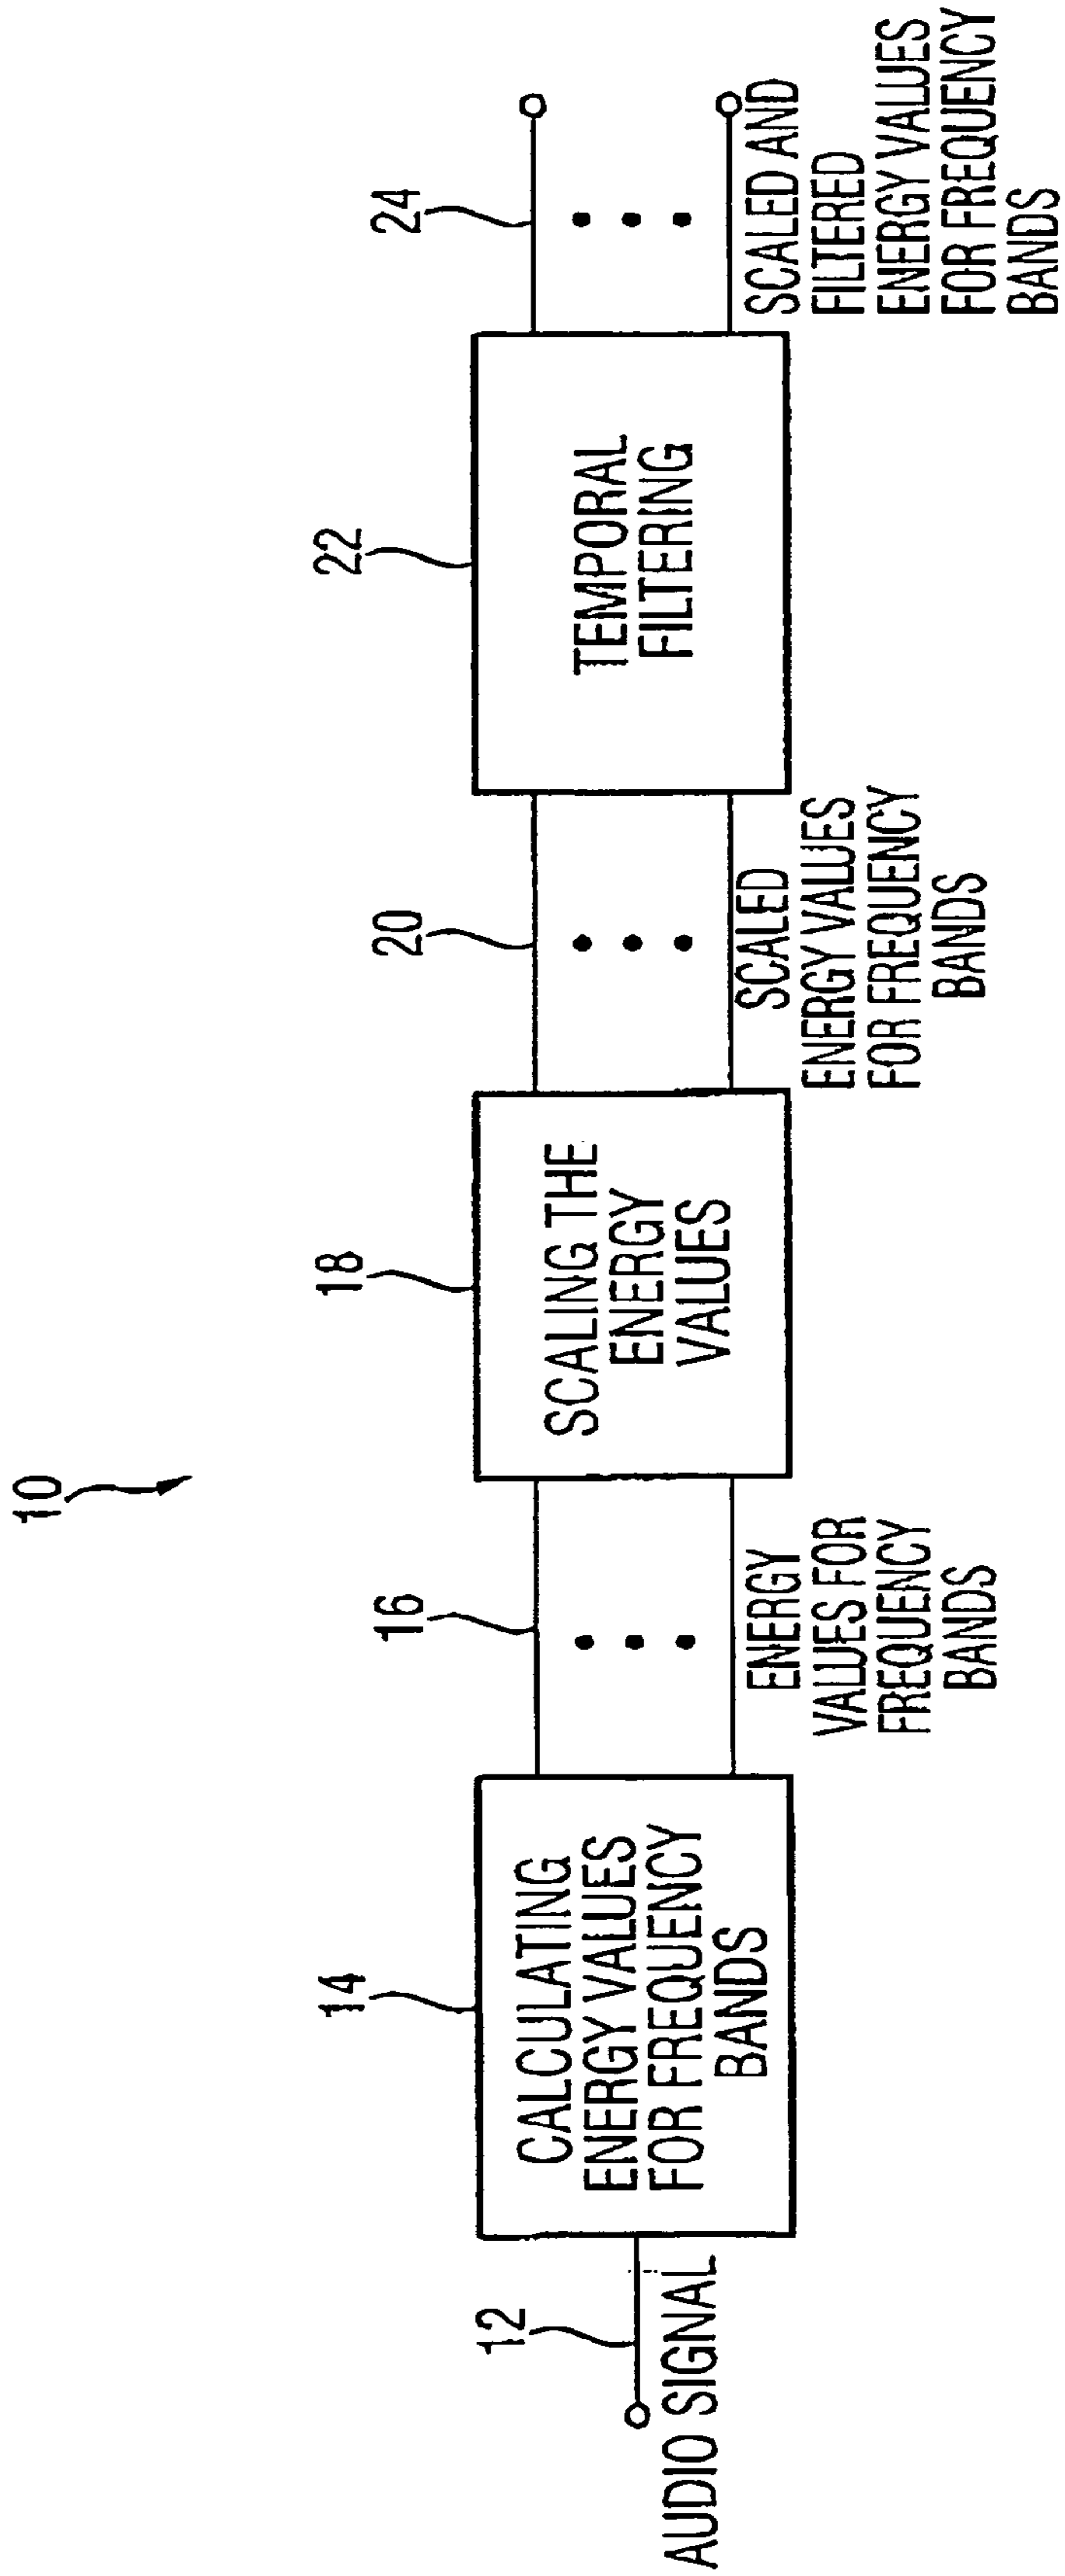 10
12
AUDIO SIGNAL
14
CALCULATING
ENERGY VALUES
FOR FREQUENCY
BANDS
16
ENERGY
VALUES FOR
FREQUENCY
BANDS
18
SCALING THE
ENERGY
VALUES
20
SCALED
ENERGY VALUES
FOR FREQUENCY
BANDS
22
TEMPORAL
FILTERING
24
SCALED AND
FILTERED
ENERGY VALUES
FOR FREQUENCY
BANDS